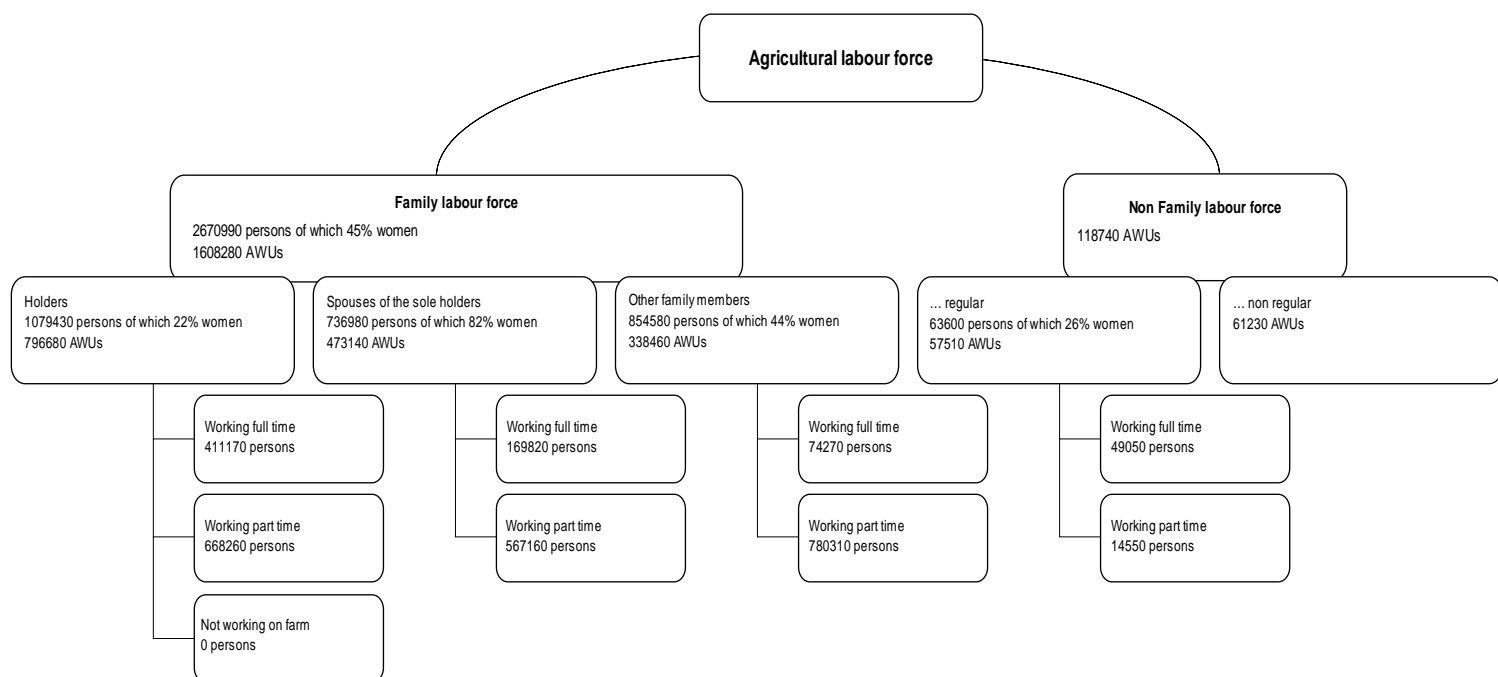 Agricultural labour force
Family labour force
2670990 persons of which 45% women
1608280 AWUs
Non Family labour force
118740 AWUs
Holders
1079430 persons of which 22% women
796680 AWUs
Spouses of the sole holders
736980 persons of which 82% women
473140 AWUs
Other family members
854580 persons of which 44% women
338460 AWUs
... regular
63600 persons of which 26% women
57510 AWUs
... non regular
61230 AWUs
Working full time
411170 persons
Working full time
169820 persons
Working full time
74270 persons
Working full time
49050 persons
Working part time
668260 persons
Working part time
567160 persons
Working part time
780310 persons
Working part time
14550 persons
Not working on farm
0 persons